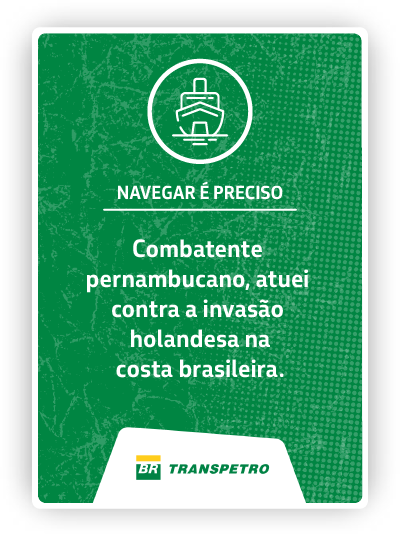 NAVEGAR É PRECISO
Combatente
pernambucano, atuei
contra a invasão
holandesa na
costa brasileira.
BR TRANSPETRO